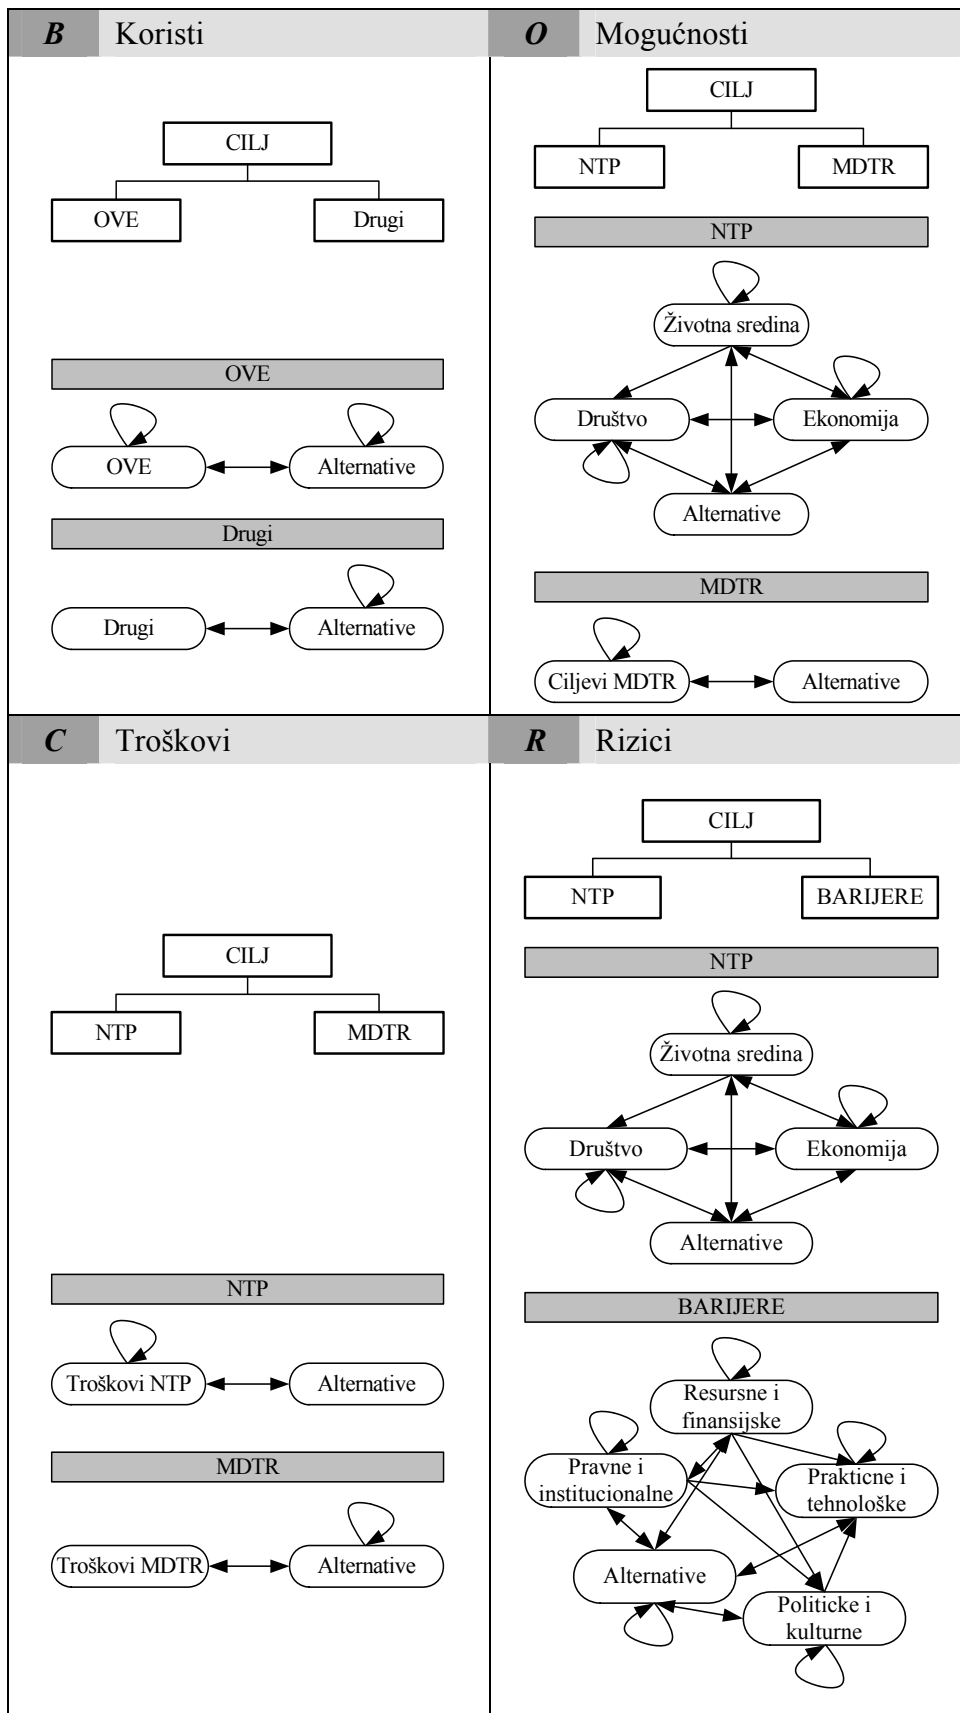 B Koristi
CILJ
OVE Drugi
OVE
OVE Alternative
Drugi
Drugi Alternative
O Mogućnosti
CILJ
NTP MDTR
NTP
Životna sredina
Društvo Ekonomija
Alternative
MDTR
Ciljevi MDTR Alternative
C Troškovi
CILJ
NTP MDTR
NTP
Troškovi NTP Alternative
MDTR
Troškovi MDTR Alternative
R Rizici
CILJ
NTP BARIJERE
NTP
Životna sredina
Društvo Ekonomija
Alternative
BARIJERE
Resursne i
finansijske
Pravne i
institucionalne
Prakticne i
tehnološke
Alternative
Politicke i
kulturne